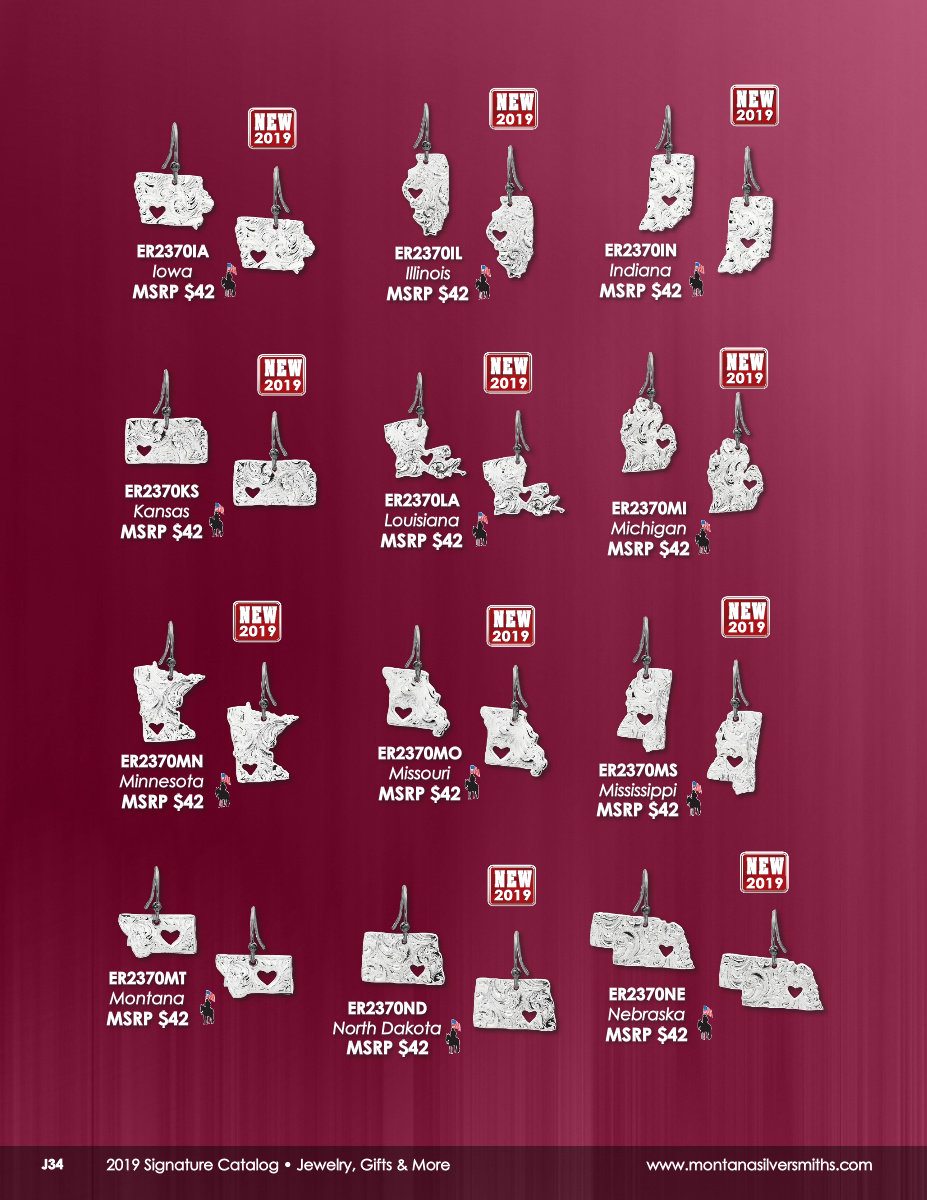 NEW
2019
ER2370IA
Iowa
MSRP $42
NEW
2019
ER2370IL
Illinois
MSRP $42
NEW
2019
ER2370IN
Indiana
MSRP $42
NEW
2019
ER2370KS
Kansas
MSRP $42
NEW
2019
ER2370LA
Louisiana
MSRP $42
NEW
2019
ER2370MI
Michigan
MSRP $42
NEW
2019
ER2370MN
Minnesota
MSRP $42
NEW
2019
ER2370MO
Missouri
MSRP $42
NEW
2019
ER2370MS
Mississippi
MSRP $42
ER2370MT
Montana
MSRP $42
NEW
2019
ER2370ND
North Dakota
MSRP $42
NEW
2019
ER2370NE
Nebraska
MSRP $42
J34 2019 Signature Catalog • Jewelry, Gifts & More www.montanasilversmiths.com